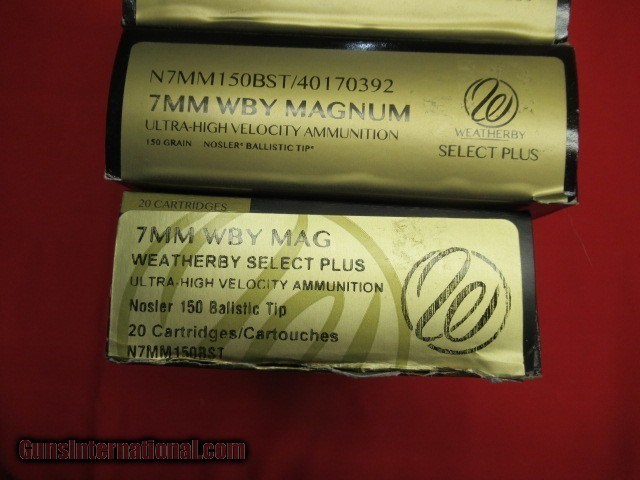 N7MM150BST/40170392
7MM WBY MAGNUM
ULTRA-HIGH VELOCITY AMMUNITION
150 GRAIN NOSLER® BALLISTIC TIP®
WEATHERBY
SELECT PLUS
20 CARTRIDGES
7MM WBY MAG
WEATHERBY SELECT PLUS
ULTRA-HIGH VELOCITY AMMUNITION
Nosler 150 Balistic Tip
20 Cartridges/Cartouches
N7MM150BST
GunsInternational.com